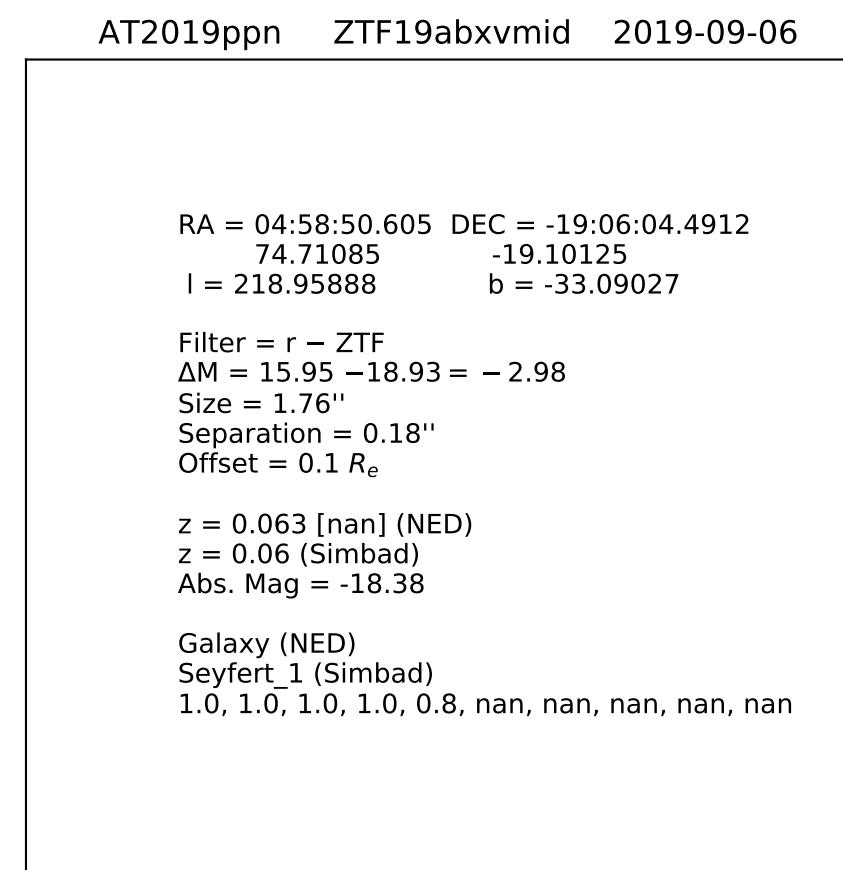 AT2019ppn ZTF19abxvmid 2019-09-06
RA = 04:58:50.605 DEC = -19:06:04.4912
74.71085 -19.10125
l = 218.95888 b = -33.09027
Filter = r − ZTF
ΔM = 15.95 −18.93 = − 2.98
Size = 1.76''
Separation = 0.18''
Offset = 0.1 Rₑ
z = 0.063 [nan] (NED)
z = 0.06 (Simbad)
Abs. Mag = -18.38
Galaxy (NED)
Seyfert_1 (Simbad)
1.0, 1.0, 1.0, 1.0, 0.8, nan, nan, nan, nan, nan